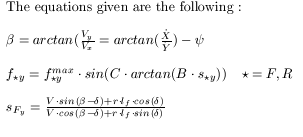 The equations given are the following :
β = arctan(V_y/V_x = arctan(Ẋ/Ẏ) − ψ
f_{⋆y} = f_{⋆y}^{max} · sin(C · arctan(B · s_{⋆y})) ⋆ = F, R
s_{F_y} = (V·sin(β−δ)+r·l_f·cos(δ))/(V·cos(β−δ)+r·l_f·sin(δ))